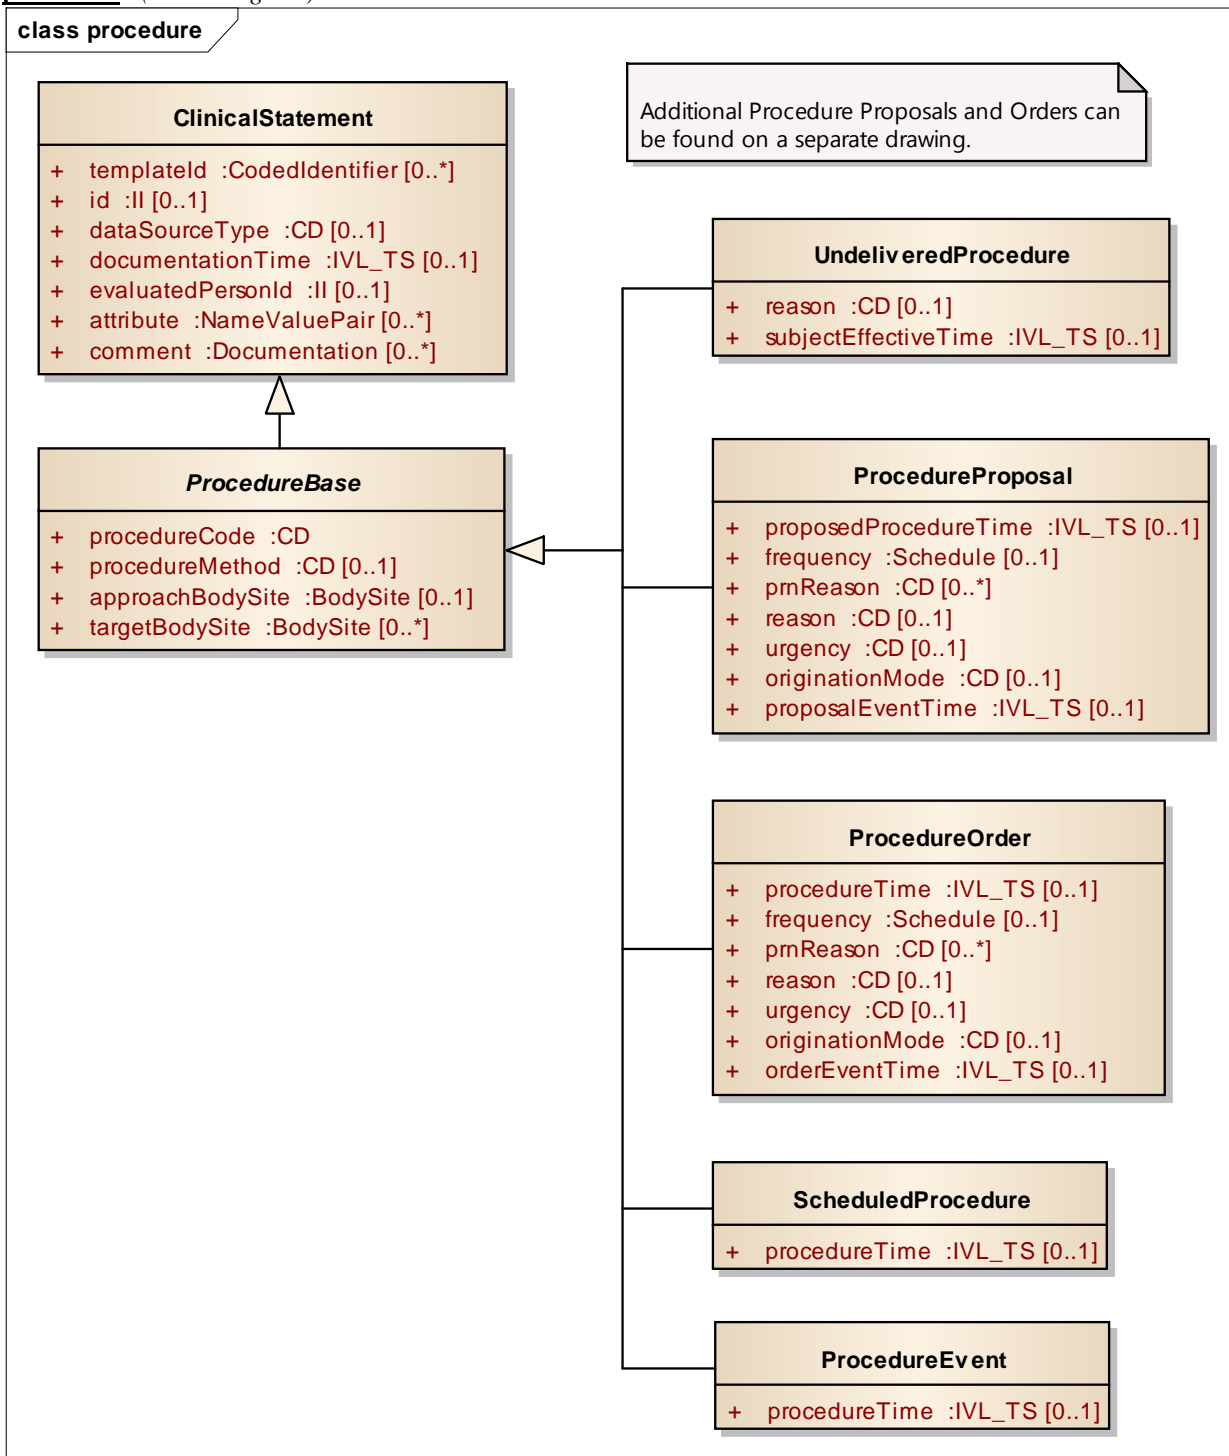 class procedure
ClinicalStatement
+ templateId :CodedIdentifier [0..*]
+ id :II [0..1]
+ dataSourceType :CD [0..1]
+ documentationTime :IVL_TS [0..1]
+ evaluatedPersonId :II [0..1]
+ attribute :NameValuePair [0..*]
+ comment :Documentation [0..*]
Additional Procedure Proposals and Orders can
be found on a separate drawing.
ProcedureBase
+ procedureCode :CD
+ procedureMethod :CD [0..1]
+ approachBodySite :BodySite [0..1]
+ targetBodySite :BodySite [0..*]
UndeliveredProcedure
+ reason :CD [0..1]
+ subjectEffectiveTime :IVL_TS [0..1]
ProcedureProposal
+ proposedProcedureTime :IVL_TS [0..1]
+ frequency :Schedule [0..1]
+ prnReason :CD [0..*]
+ reason :CD [0..1]
+ urgency :CD [0..1]
+ originationMode :CD [0..1]
+ proposalEventTime :IVL_TS [0..1]
ProcedureOrder
+ procedureTime :IVL_TS [0..1]
+ frequency :Schedule [0..1]
+ prnReason :CD [0..*]
+ reason :CD [0..1]
+ urgency :CD [0..1]
+ originationMode :CD [0..1]
+ orderEventTime :IVL_TS [0..1]
ScheduledProcedure
+ procedureTime :IVL_TS [0..1]
ProcedureEvent
+ procedureTime :IVL_TS [0..1]